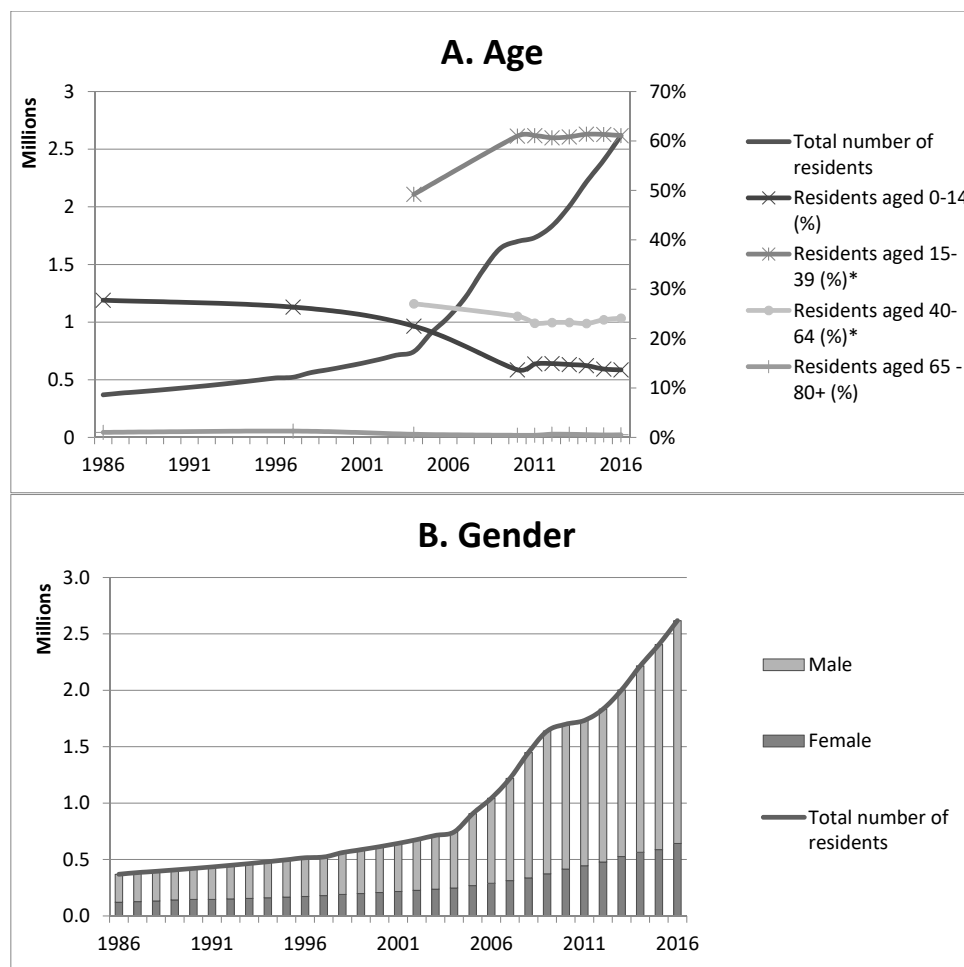 A. Age
Millions
3
2.5
2
1.5
1
0.5
0
70%
60%
50%
40%
30%
20%
10%
0%
1986 1991 1996 2001 2006 2011 2016
Total number of
residents
Residents aged 0-14
(%)
Residents aged 15-
39 (%)*
Residents aged 40-
64 (%)*
Residents aged 65 -
80+ (%)
B. Gender
Millions
3.0
2.5
2.0
1.5
1.0
0.5
0.0
1986 1991 1996 2001 2006 2011 2016
Male
Female
Total number of
residents